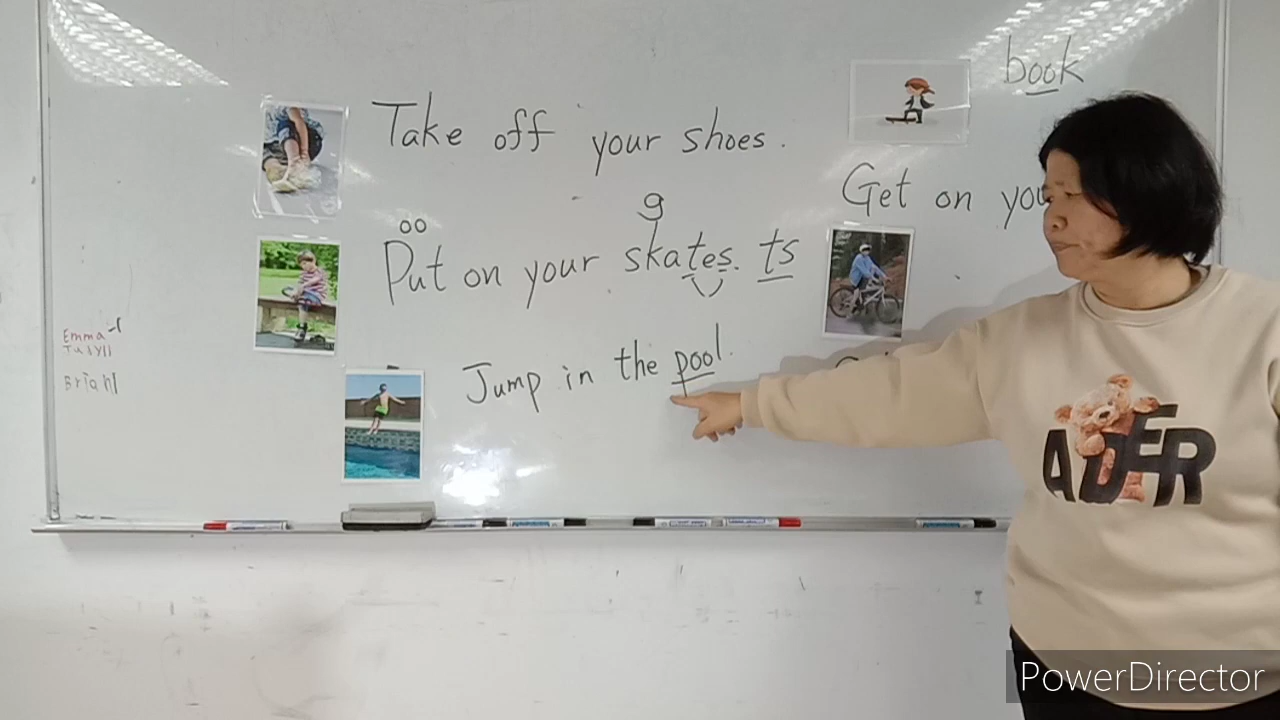 book
Take off your shoes.
Get on you
g
oo
Put on your skates. ts
Emma
Jump in the pool.
Brian
ADER
PowerDirector